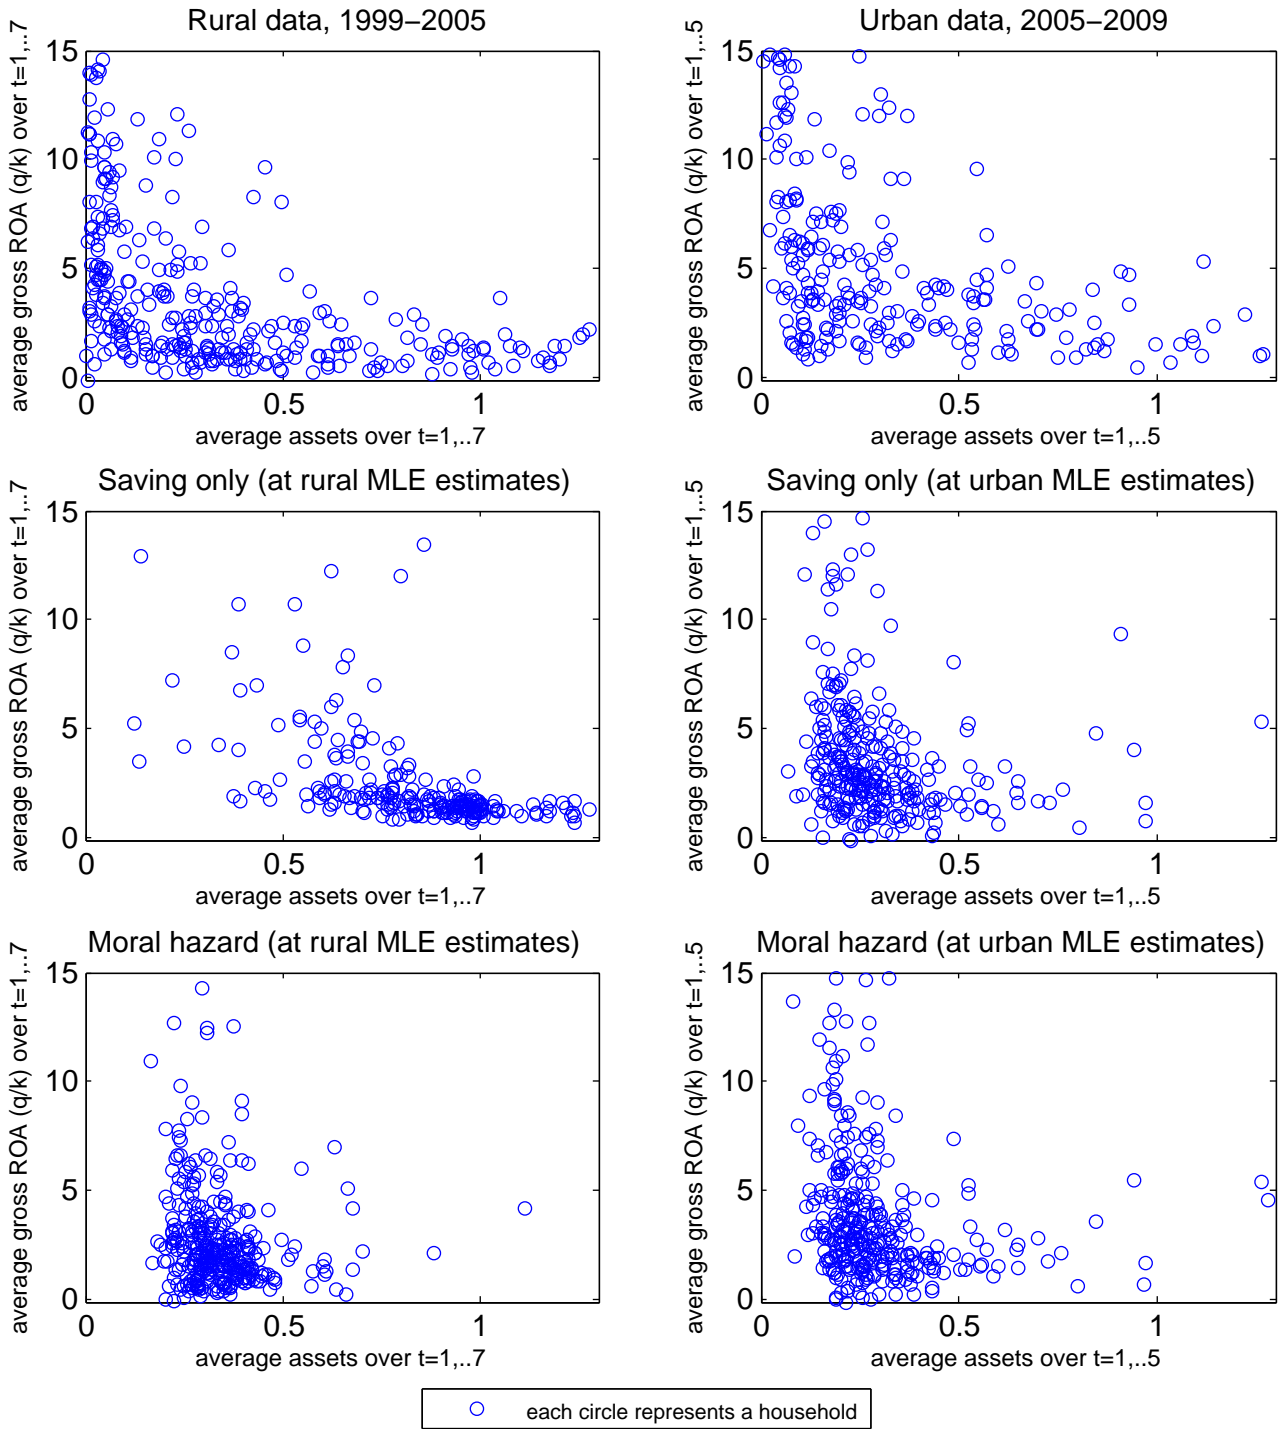 Rural data, 1999−2005
average gross ROA (q/k) over t=1,..7
15
10
5
0
0
0.5
1
average assets over t=1,..7
Urban data, 2005−2009
average gross ROA (q/k) over t=1,..5
15
10
5
0
0
0.5
1
average assets over t=1,..5
Saving only (at rural MLE estimates)
average gross ROA (q/k) over t=1,..7
15
10
5
0
0
0.5
1
average assets over t=1,..7
Saving only (at urban MLE estimates)
average gross ROA (q/k) over t=1,..5
15
10
5
0
0
0.5
1
average assets over t=1,..5
Moral hazard (at rural MLE estimates)
average gross ROA (q/k) over t=1,..7
15
10
5
0
0
0.5
1
average assets over t=1,..7
Moral hazard (at urban MLE estimates)
average gross ROA (q/k) over t=1,..5
15
10
5
0
0
0.5
1
average assets over t=1,..5
each circle represents a household